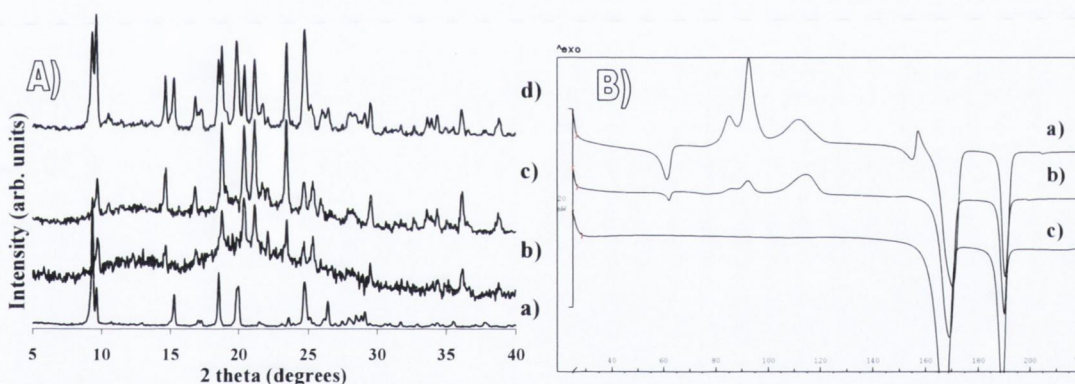 A)
d)
c)
b)
a)
Intensity (arb. units)
5 10 15 20 25 30 35 40
2 theta (degrees)
^exo
B)
a)
b)
c)
20
40 60 80 100 120 140 160 180 200